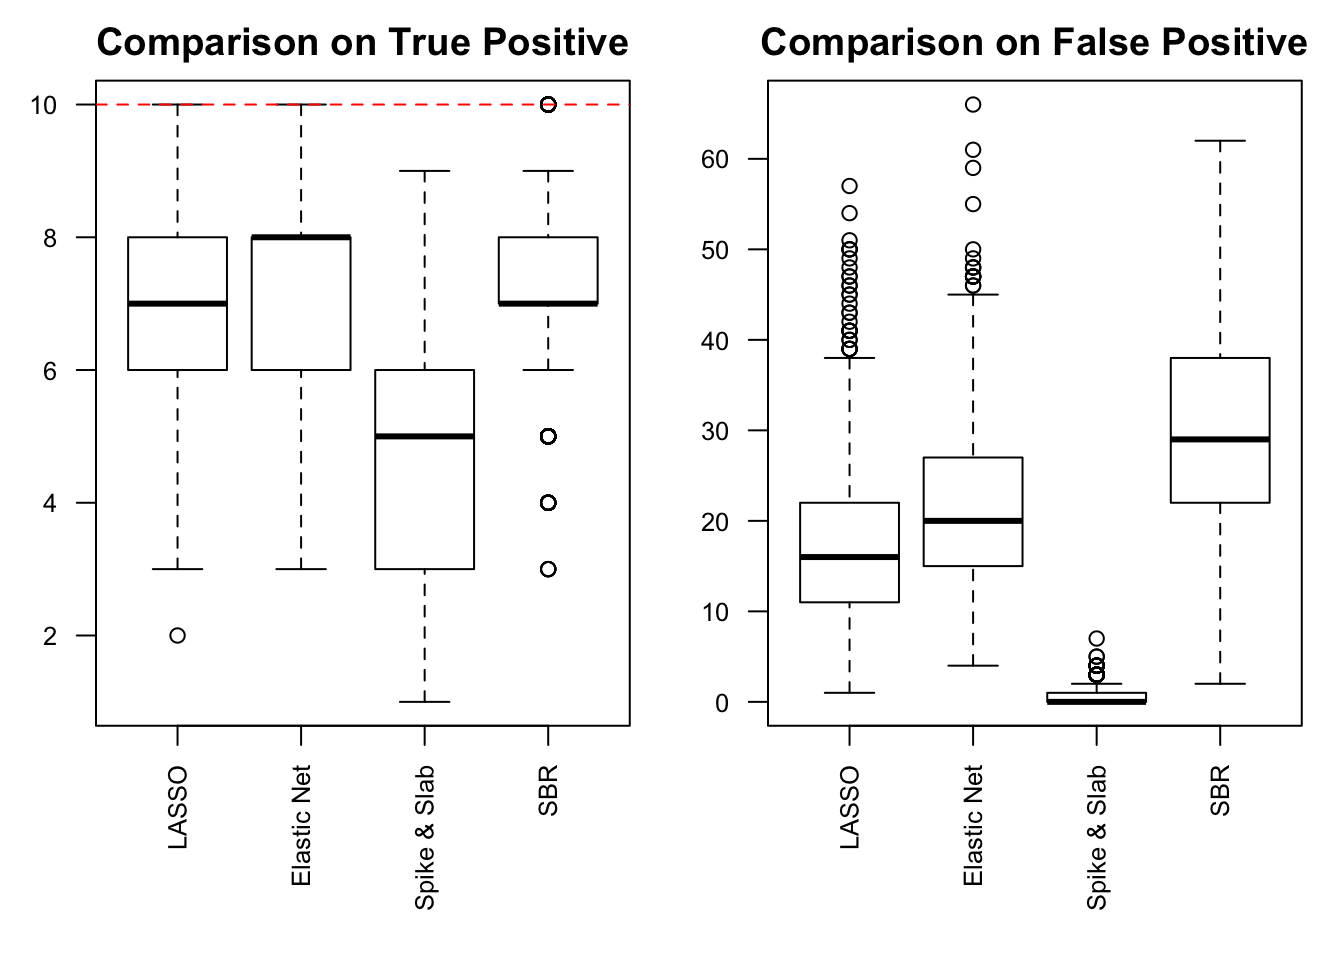 Comparison on True Positive
10
8
6
4
2
LASSO
Elastic Net
Spike & Slab
SBR
Comparison on False Positive
60
50
40
30
20
10
0
LASSO
Elastic Net
Spike & Slab
SBR